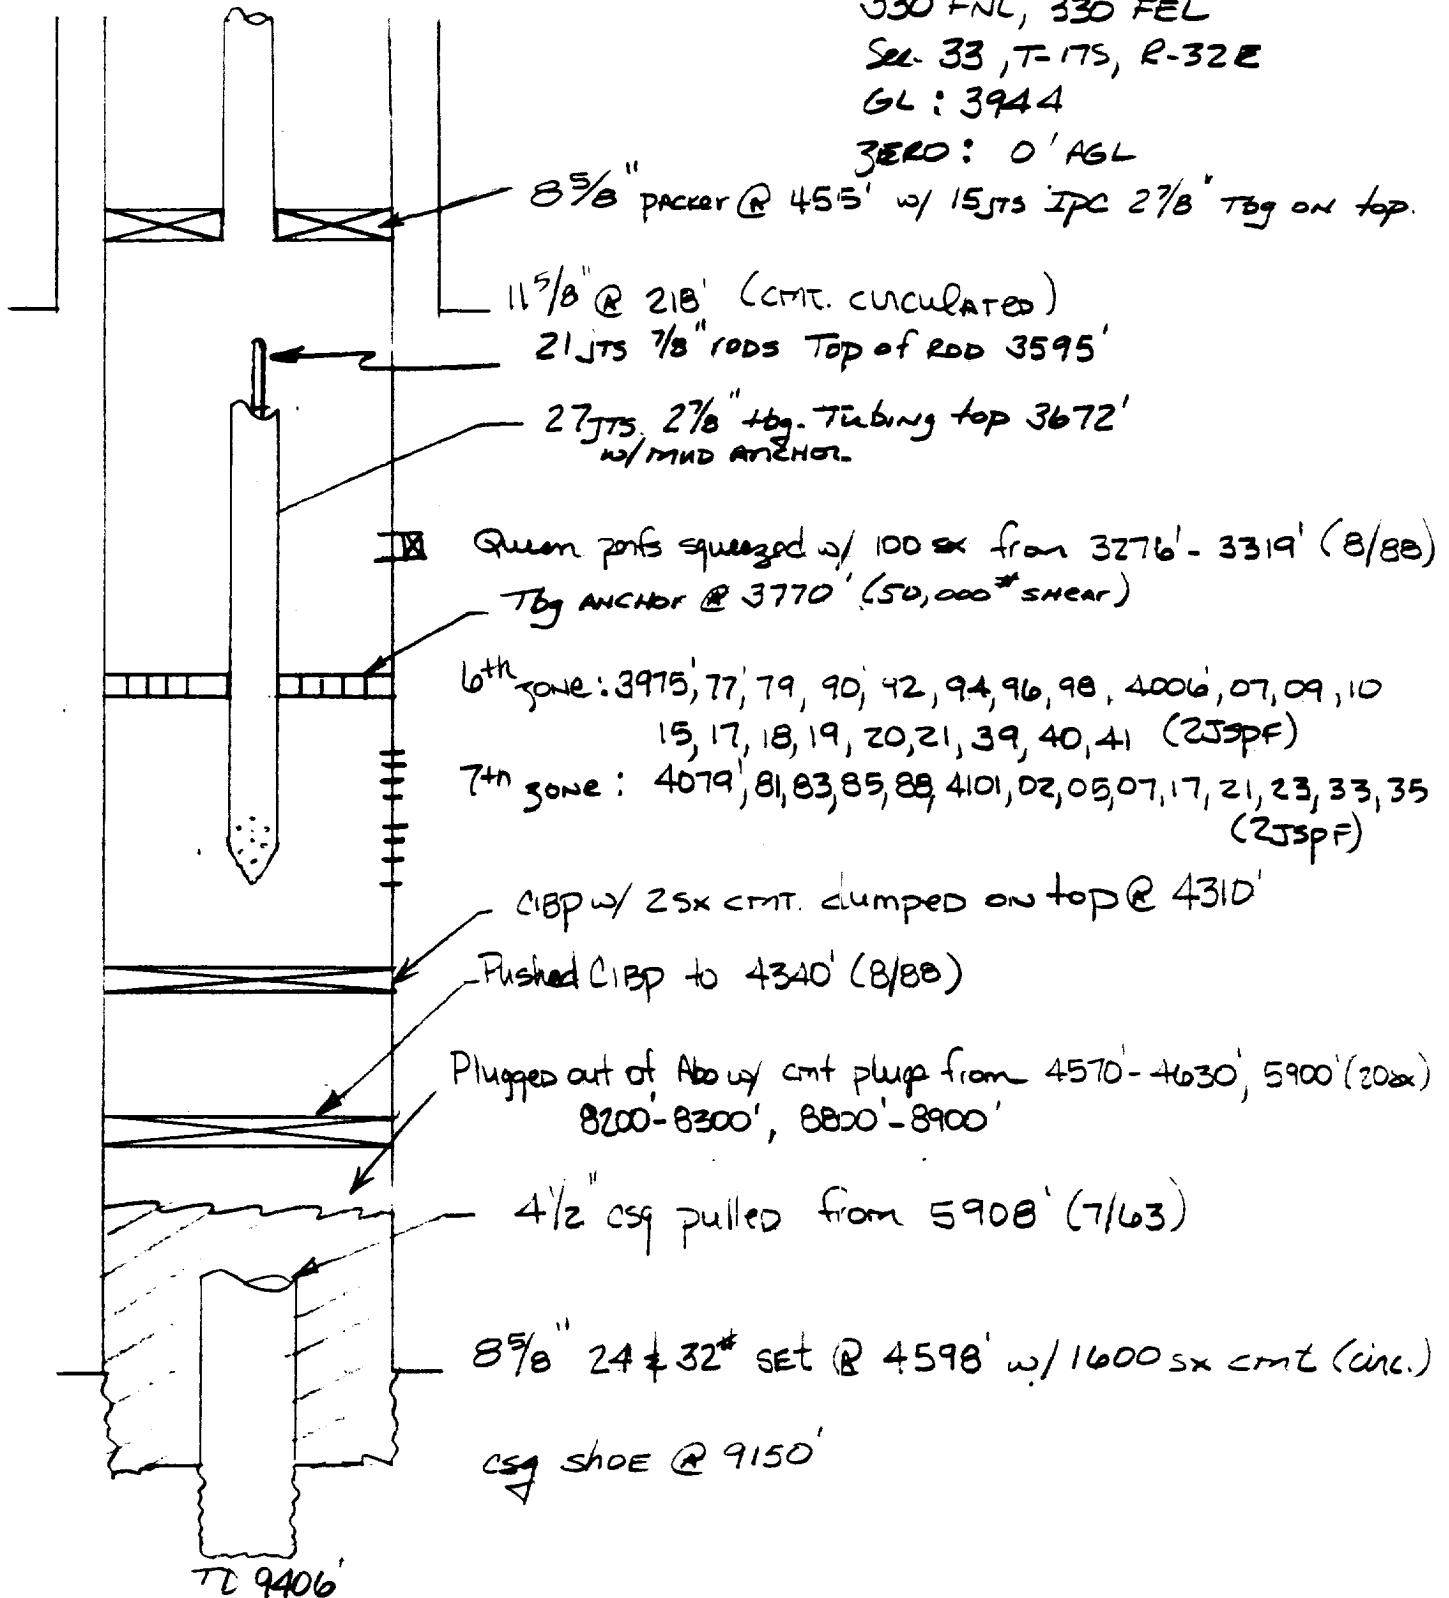 330 FNL, 330 FEL
Sec. 33, T-17S, R-32E
GL: 3944
ZERO: 0' AGL
8 5/8" packer @ 455' w/ 15 jts IPC 2 7/8" Tbg on top.
11 5/8" @ 218' (cmt. circulated)
21 jts 7/8" rods Top of Rod 3595'
27 jts. 2 7/8" tbg. Tubing top 3672'
w/ mud anchor.
Queen perfs squeezed w/ 100 sx from 3276'-3319' (8/88)
Tbg anchor @ 3770' (50,000# shear)
6th zone: 3975', 77', 79, 90, 92, 94, 96, 98, 4006', 07, 09, 10
15, 17, 18, 19, 20, 21, 39, 40, 41 (2JSPF)
7th zone: 4079', 81, 83, 85, 88, 4101, 02, 05, 07, 17, 21, 23, 33, 35
(2JSPF)
CIBP w/ 2sx cmt. dumped on top @ 4310'
Pushed CIBP to 4340' (8/88)
Plugged out of Abo w/ cmt plugs from 4570'-4630', 5900' (20sx)
8200'-8300', 8800'-8900'
4 1/2" csg pulled from 5908' (7/63)
8 5/8" 24 & 32# set @ 4598' w/ 1600 sx cmt (circ.)
csg shoe @ 9150'
9406'